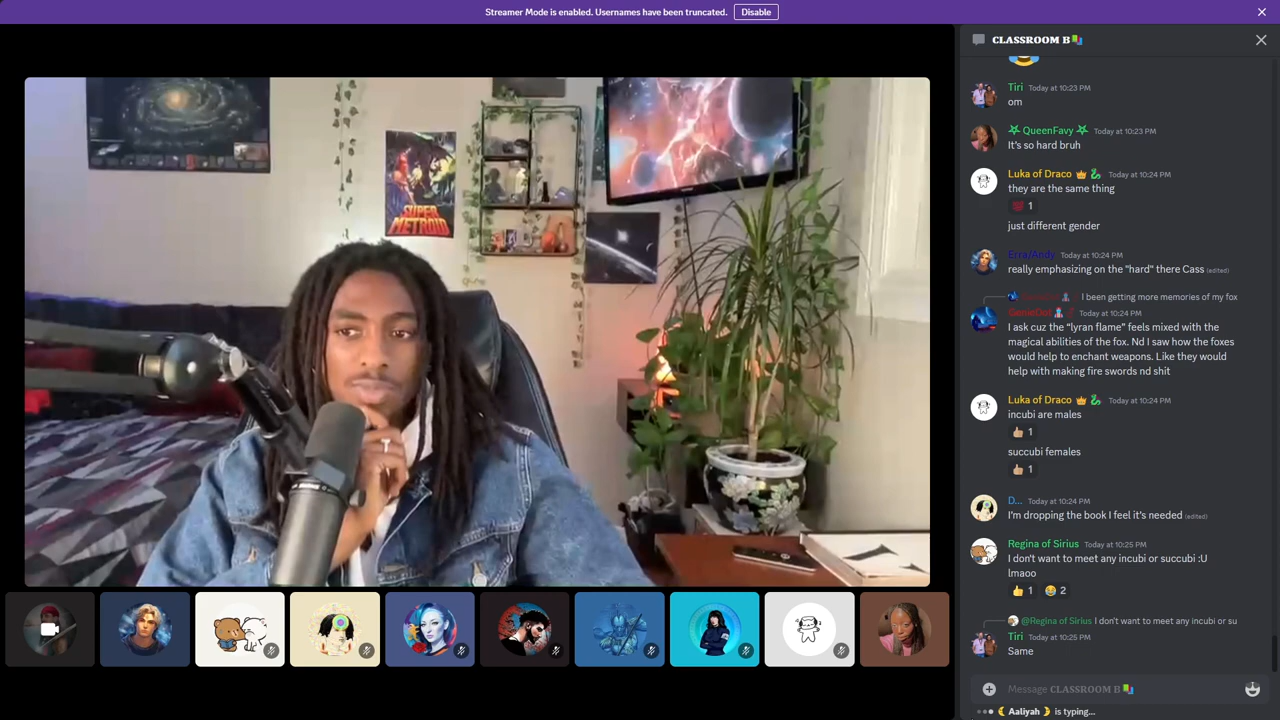 Streamer Mode is enabled. Usernames have been truncated.
Disable
CLASSROOM B
Tiri Today at 10:23 PM
om
QueenFavy Today at 10:23 PM
It's so hard bruh
Luka of Draco Today at 10:24 PM
they are the same thing
1
just different gender
Erra/Andy Today at 10:24 PM
really emphasizing on the "hard" there Cass (edited)
I been getting more memories of my fox
Today at 10:24 PM
I ask cuz the “lyran flame” feels mixed with the
magical abilities of the fox. Nd I saw how the foxes
would help to enchant weapons. Like they would
help with making fire swords nd shit
Luka of Draco Today at 10:24 PM
incubi are males
1
succubi females
1
D... Today at 10:24 PM
I'm dropping the book I feel it's needed (edited)
Regina of Sirius Today at 10:25 PM
I don't want to meet any incubi or succubi :U
lmaoo
1 2
@Regina of Sirius I don't want to meet any incubi or su
Tiri Today at 10:25 PM
Same
Message CLASSROOM B
Aaliyah is typing...
SUPER
METROID